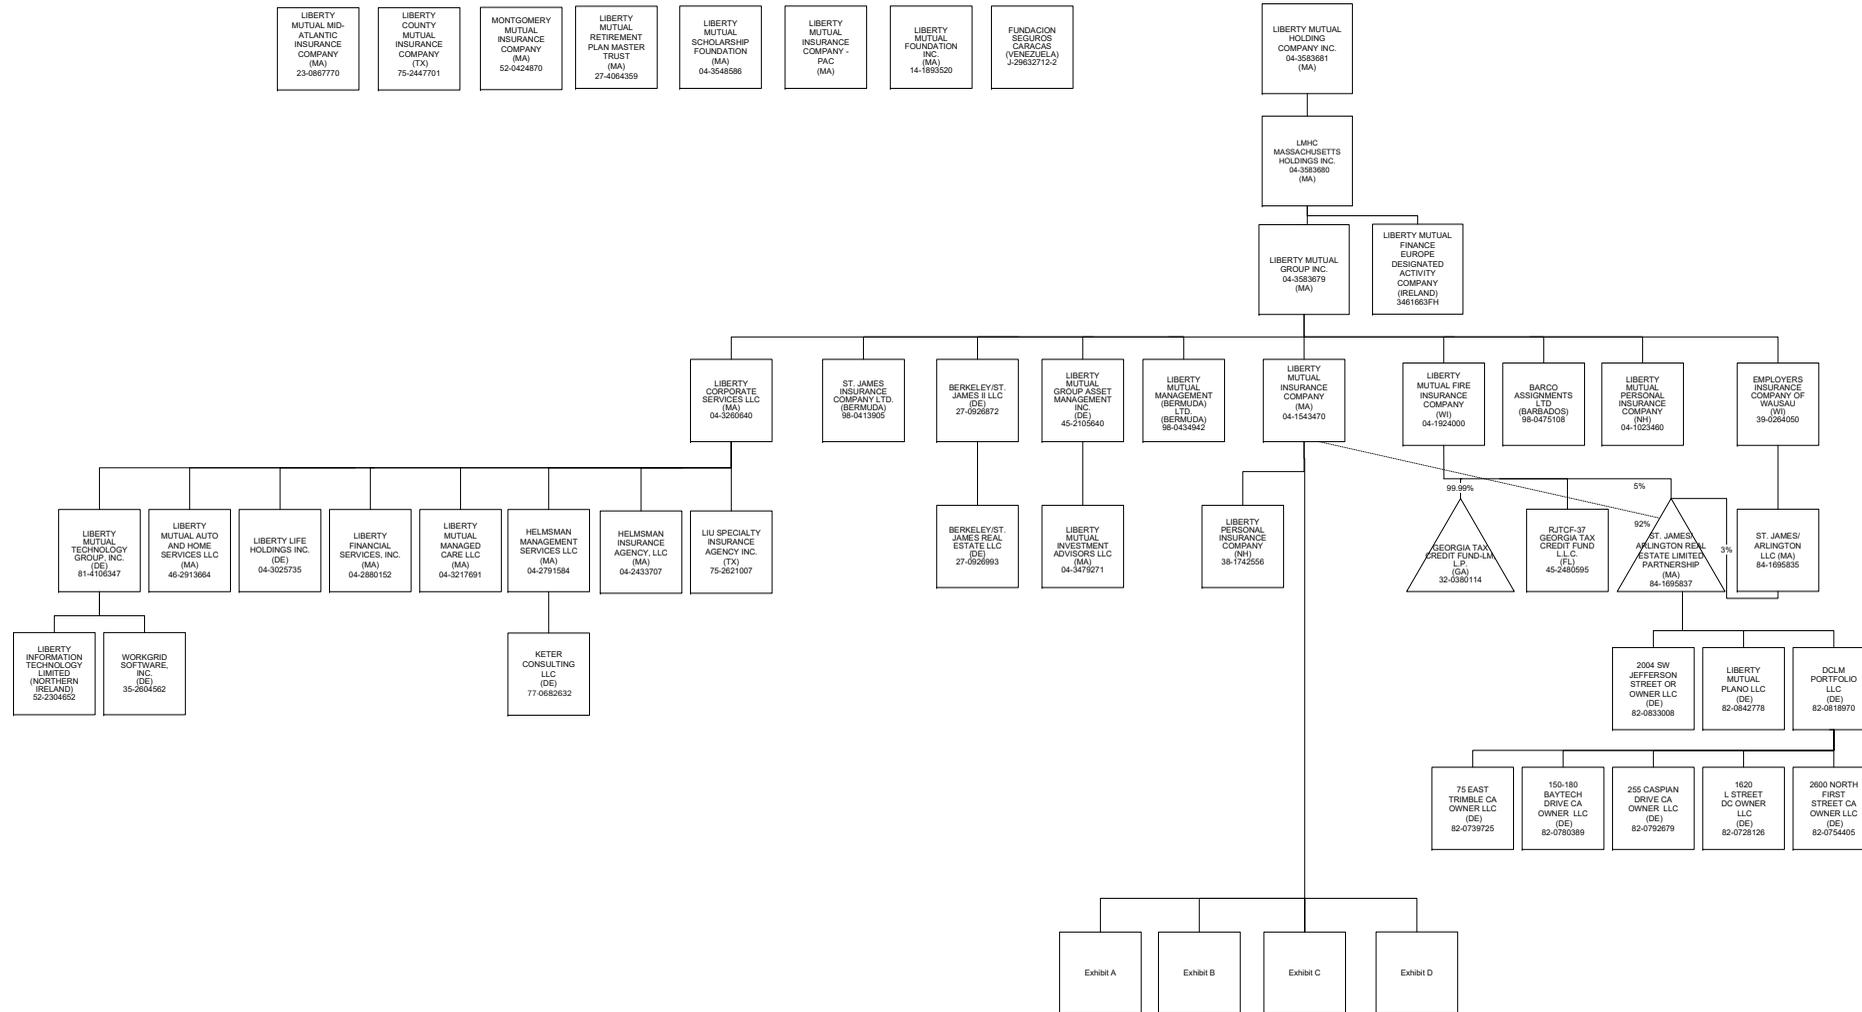 LIBERTY
MUTUAL MID-
ATLANTIC
INSURANCE
COMPANY
(MA)
23-0867770
LIBERTY
COUNTY
MUTUAL
INSURANCE
COMPANY
(TX)
75-2447701
MONTGOMERY
MUTUAL
INSURANCE
COMPANY
(MA)
52-0424870
LIBERTY
MUTUAL
RETIREMENT
PLAN MASTER
TRUST
(MA)
27-4064359
LIBERTY
MUTUAL
SCHOLARSHIP
FOUNDATION
(MA)
04-3548586
LIBERTY
MUTUAL
INSURANCE
COMPANY -
PAC
(MA)
LIBERTY
MUTUAL
FOUNDATION
INC.
(MA)
14-1893520
FUNDACION
SEGUROS
CARACAS
(VENEZUELA)
J-29632712-2
LIBERTY MUTUAL
HOLDING
COMPANY INC.
04-3583681
(MA)
LMHC
MASSACHUSETTS
HOLDINGS INC.
04-3583680
(MA)
LIBERTY MUTUAL
GROUP INC.
04-3583679
(MA)
LIBERTY MUTUAL
FINANCE
EUROPE
DESIGNATED
ACTIVITY
COMPANY
(IRELAND)
3461663FH
LIBERTY
CORPORATE
SERVICES LLC
(MA)
04-3260640
ST. JAMES
INSURANCE
COMPANY LTD.
(BERMUDA)
98-0413905
BERKELEY/ST.
JAMES II LLC
(DE)
27-0926872
LIBERTY
MUTUAL
GROUP ASSET
MANAGEMENT
INC.
(DE)
45-2105640
LIBERTY
MUTUAL
MANAGEMENT
(BERMUDA)
LTD.
(BERMUDA)
98-0434942
LIBERTY
MUTUAL
INSURANCE
COMPANY
(MA)
04-1543470
LIBERTY
MUTUAL FIRE
INSURANCE
COMPANY
(WI)
04-1924000
BARCO
ASSIGNMENTS
LTD
(BARBADOS)
98-0475108
LIBERTY
MUTUAL
PERSONAL
INSURANCE
COMPANY
(NH)
04-1023460
EMPLOYERS
INSURANCE
COMPANY OF
WAUSAU
(WI)
39-0264050
LIBERTY
MUTUAL
TECHNOLOGY
GROUP, INC.
(DE)
81-4106347
LIBERTY
MUTUAL AUTO
AND HOME
SERVICES LLC
(MA)
46-2913664
LIBERTY LIFE
HOLDINGS INC.
(DE)
04-3025735
LIBERTY
FINANCIAL
SERVICES, INC.
(MA)
04-2880152
LIBERTY
MUTUAL
MANAGED
CARE LLC
(MA)
04-3217691
HELMSMAN
MANAGEMENT
SERVICES LLC
(MA)
04-2791584
HELMSMAN
INSURANCE
AGENCY, LLC
(MA)
04-2433707
LIU SPECIALTY
INSURANCE
AGENCY INC.
(TX)
75-2621007
BERKELEY/ST.
JAMES REAL
ESTATE LLC
(DE)
27-0926993
LIBERTY
MUTUAL
INVESTMENT
ADVISORS LLC
(MA)
04-3479271
LIBERTY
PERSONAL
INSURANCE
COMPANY
(NH)
38-1742556
99.99%
GEORGIA TAX
CREDIT FUND-LM
L.P.
(GA)
32-0380114
RJTCF-37
GEORGIA TAX
CREDIT FUND
L.L.C.
(FL)
45-2480595
5%
92%
ST. JAMES/
ARLINGTON REAL
ESTATE LIMITED
PARTNERSHIP
(MA)
84-1695837
3%
ST. JAMES/
ARLINGTON
LLC (MA)
84-1695835
LIBERTY
INFORMATION
TECHNOLOGY
LIMITED
(NORTHERN
IRELAND)
52-2304652
WORKGRID
SOFTWARE,
INC.
(DE)
35-2604562
KETER
CONSULTING
LLC
(DE)
77-0682632
2004 SW
JEFFERSON
STREET OR
OWNER LLC
(DE)
82-0833008
LIBERTY
MUTUAL
PLANO LLC
(DE)
82-0842778
DCLM
PORTFOLIO
LLC
(DE)
82-0818970
75 EAST
TRIMBLE CA
OWNER LLC
(DE)
82-0739725
150-180
BAYTECH
DRIVE CA
OWNER LLC
(DE)
82-0780389
255 CASPIAN
DRIVE CA
OWNER LLC
(DE)
82-0792679
1620
L STREET
DC OWNER
LLC
(DE)
82-0728126
2600 NORTH
FIRST
STREET CA
OWNER LLC
(DE)
82-0754405
Exhibit A
Exhibit B
Exhibit C
Exhibit D